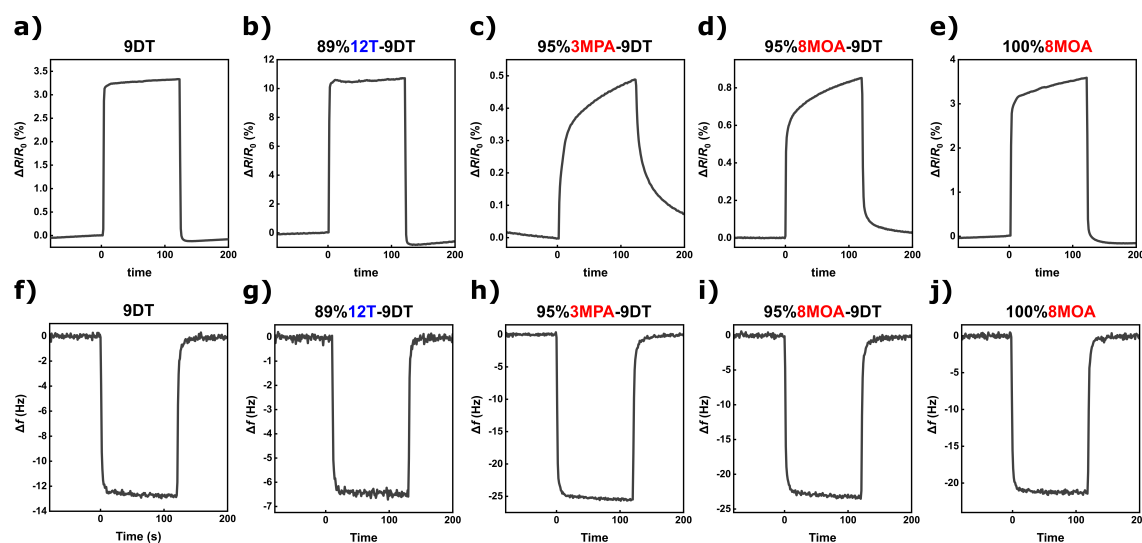 a) b) c) d) e)
9DT 89%12T-9DT 95%3MPA-9DT 95%8MOA-9DT 100%8MOA
ΔR/R0 (%)
3.5
3.0
2.5
2.0
1.5
1.0
0.5
0.0
0 100 200
time
ΔR/R0 (%)
12
10
8
6
4
2
0
0 100 200
time
ΔR/R0 (%)
0.5
0.4
0.3
0.2
0.1
0.0
0 100 200
time
ΔR/R0 (%)
0.8
0.6
0.4
0.2
0.0
0 100 200
time
ΔR/R0 (%)
4
3
2
1
0
0 100 200
time
f) g) h) i) j)
9DT 89%12T-9DT 95%3MPA-9DT 95%8MOA-9DT 100%8MOA
Δf (Hz)
0
-2
-4
-6
-8
-10
-12
-14
0 100 200
Time (s)
Δf (Hz)
0
-1
-2
-3
-4
-5
-6
-7
0 100 200
Time
Δf (Hz)
0
-5
-10
-15
-20
-25
0 100 200
Time
Δf (Hz)
0
-5
-10
-15
-20
-25
0 100 200
Time
Δf (Hz)
0
-5
-10
-15
-20
0 100 200
Time